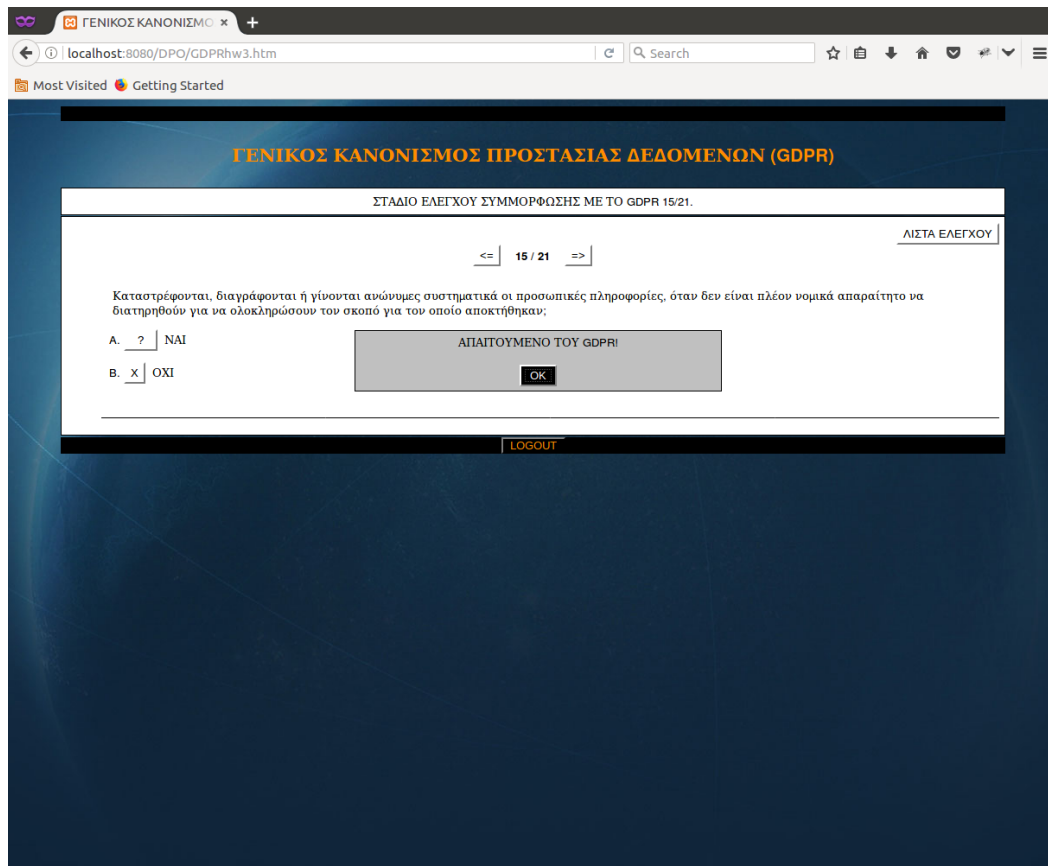 ΓΕΝΙΚΟΣ ΚΑΝΟΝΙΣΜΟ × +
localhost:8080/DPO/GDPRhw3.htm
Search
Most Visited Getting Started
ΓΕΝΙΚΟΣ ΚΑΝΟΝΙΣΜΟΣ ΠΡΟΣΤΑΣΙΑΣ ΔΕΔΟΜΕΝΩΝ (GDPR)
ΣΤΑΔΙΟ ΕΛΕΓΧΟΥ ΣΥΜΜΟΡΦΩΣΗΣ ΜΕ ΤΟ GDPR 15/21.
ΛΙΣΤΑ ΕΛΕΓΧΟΥ
<= 15 / 21 =>
Καταστρέφονται, διαγράφονται ή γίνονται ανώνυμες συστηματικά οι προσωπικές πληροφορίες, όταν δεν είναι πλέον νομικά απαραίτητο να
διατηρηθούν για να ολοκληρώσουν τον σκοπό για τον οποίο αποκτήθηκαν;
A. ? ΝΑΙ
B. X ΟΧΙ
ΑΠΑΙΤΟΥΜΕΝΟ ΤΟΥ GDPR!
OK
LOGOUT